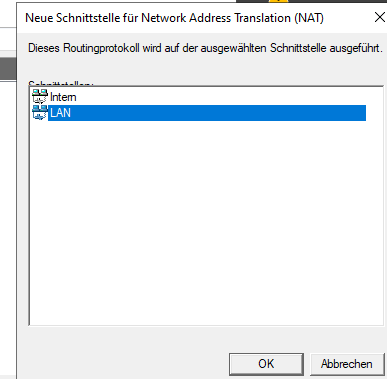 Neue Schnittstelle für Network Address Translation (NAT)
Dieses Routingprotokoll wird auf der ausgewählten Schnittstelle ausgeführt.
Schnittstellen:
Intern
LAN
OK
Abbrechen